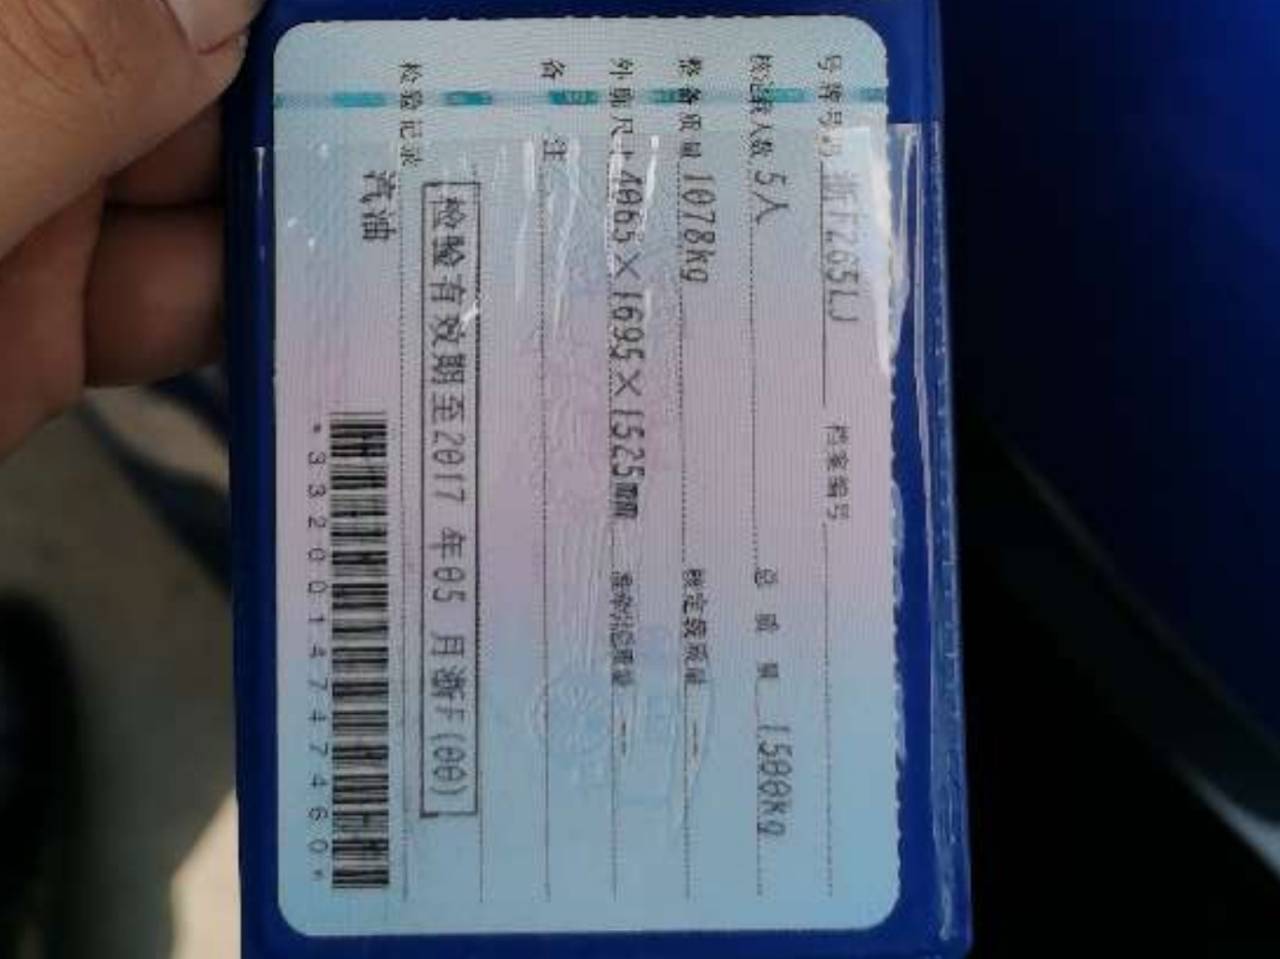 号牌号码 浙F265LJ 档案编号
核定载人数 5人 总质量 1500kg
整备质量 1078kg 核定载质量 --
外廓尺寸 4065×1695×1525mm 准牵引总质量 --
备注
检验有效期至2017年05月浙F(00)
检验记录
汽油
*3320014747460*